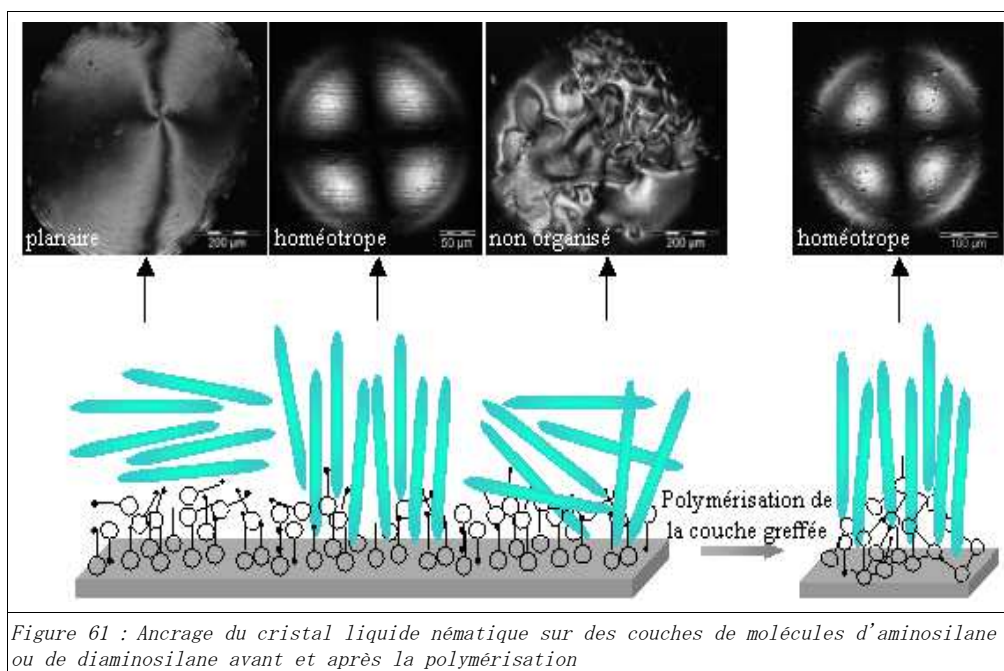 planaire
200 µm
homéotrope
50 µm
non organisé
200 µm
homéotrope
100 µm
Polymérisation de
la couche greffée
Figure 61 : Ancrage du cristal liquide nématique sur des couches de molécules d'aminosilane
ou de diaminosilane avant et après la polymérisation